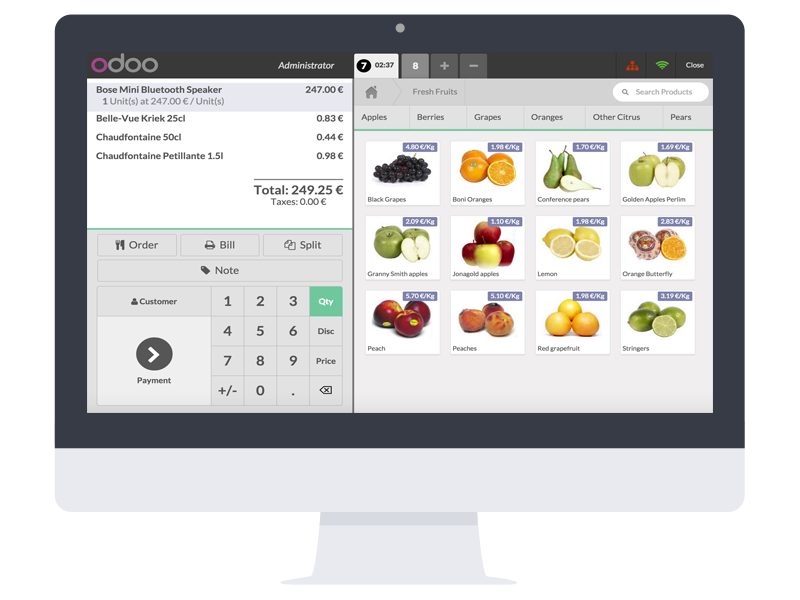 odoo
Administrator
7 02:37
8
+
−
Close
Bose Mini Bluetooth Speaker 247.00 €
1 Unit(s) at 247.00 € / Unit(s)
Belle-Vue Kriek 25cl 0.83 €
Chaudfontaine 50cl 0.44 €
Chaudfontaine Petillante 1.5l 0.98 €
Total: 249.25 €
Taxes: 0.00 €
Order
Bill
Split
Note
Customer
Payment
1 2 3 Qty
4 5 6 Disc
7 8 9 Price
+/- 0 .
Fresh Fruits
Search Products
Apples Berries Grapes Oranges Other Citrus Pears
4.80 €/Kg
Black Grapes
1.98 €/Kg
Boni Oranges
1.70 €/Kg
Conference pears
1.69 €/Kg
Golden Apples Perlim
2.09 €/Kg
Granny Smith apples
1.10 €/Kg
Jonagold apples
1.98 €/Kg
Lemon
2.83 €/Kg
Orange Butterfly
5.70 €/Kg
Peach
5.10 €/Kg
Peaches
1.98 €/Kg
Red grapefruit
3.19 €/Kg
Stringers